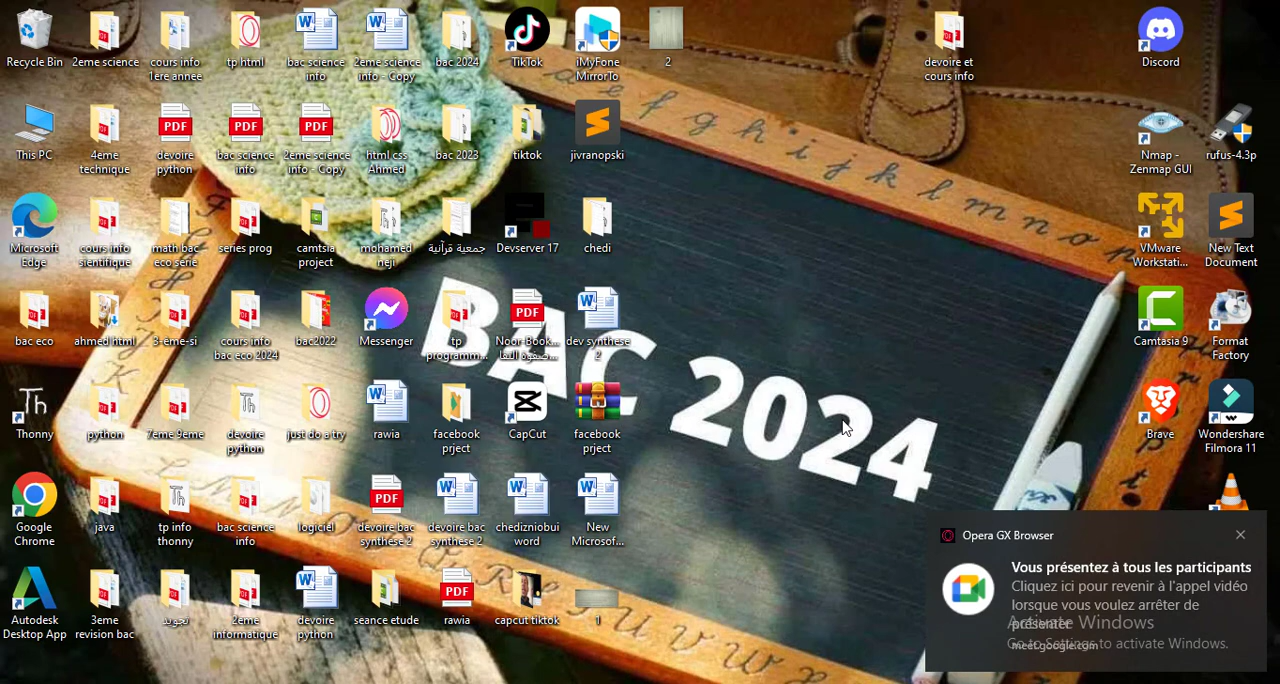 Recycle Bin
2eme science
cours info
1ere annee
tp html
bac science
info
2eme science
info - Copy
bac 2024
TikTok
iMyFone
MirrorTo
2
devoire et
cours info
Discord
This PC
4eme
technique
devoire
python
bac science
info
2eme science
info - Copy
html css
Ahmed
bac 2023
tiktok
jivranopski
Nmap -
Zenmap GUI
rufus-4.3p
Microsoft
Edge
cours info
sientifique
math bac
eco serie
series prog
camtsia
project
mohamed
neji
جمعية قرآنية
Devserver 17
chedi
VMware
Workstati...
New Text
Document
bac eco
ahmed html
3-eme-si
cours info
bac eco 2024
bac2022
Messenger
tp
programm...
Noor-Book...
dev synthese
2
Camtasia 9
Format
Factory
BAC 2024
Thonny
python
7eme 9eme
devoire
python
just do a try
rawia
facebook
prject
CapCut
facebook
prject
Brave
Wondershare
Filmora 11
Google
Chrome
java
tp info
thonny
bac science
info
logiciel
devoire bac
synthese 2
devoire bac
synthese 2
chedizniobui
word
New
Microsof...
Autodesk
Desktop App
3eme
revision bac
تجويد
2eme
informatique
devoire
python
seance etude
rawia
capcut tiktok
1
Opera GX Browser
Vous présentez à tous les participants
Cliquez ici pour revenir à l'appel vidéo
lorsque vous voulez arrêter de
présenter
meet.google.com
Activate Windows
Go to Settings to activate Windows.